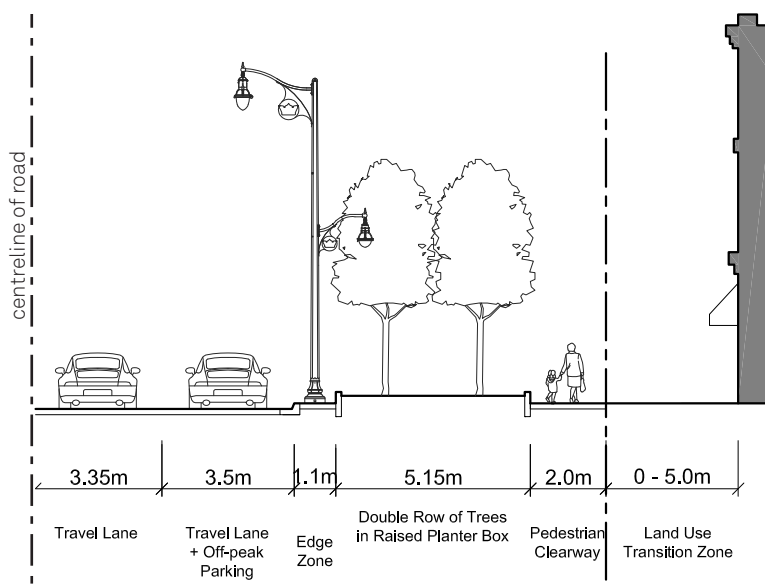 centreline of road
3.35m
3.5m
1.1m
5.15m
2.0m
0 - 5.0m
Travel Lane
Travel Lane
+ Off-peak
Parking
Edge
Zone
Double Row of Trees
in Raised Planter Box
Pedestrian
Clearway
Land Use
Transition Zone